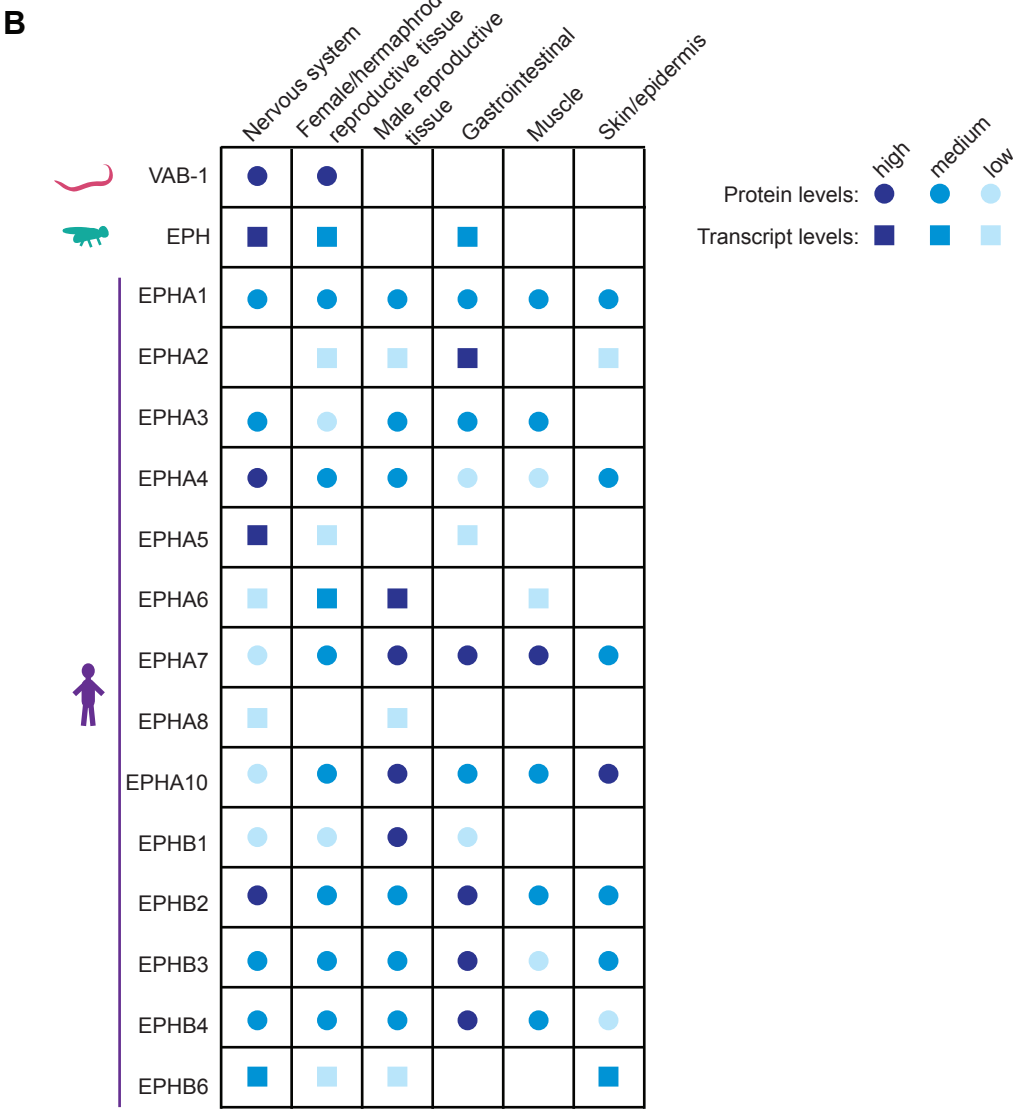 B
Nervous system
Female/hermaphrod
reproductive tissue
Male reproductive
tissue
Gastrointestinal
Muscle
Skin/epidermis
high
medium
low
Protein levels:
Transcript levels:
VAB-1
EPH
EPHA1
EPHA2
EPHA3
EPHA4
EPHA5
EPHA6
EPHA7
EPHA8
EPHA10
EPHB1
EPHB2
EPHB3
EPHB4
EPHB6